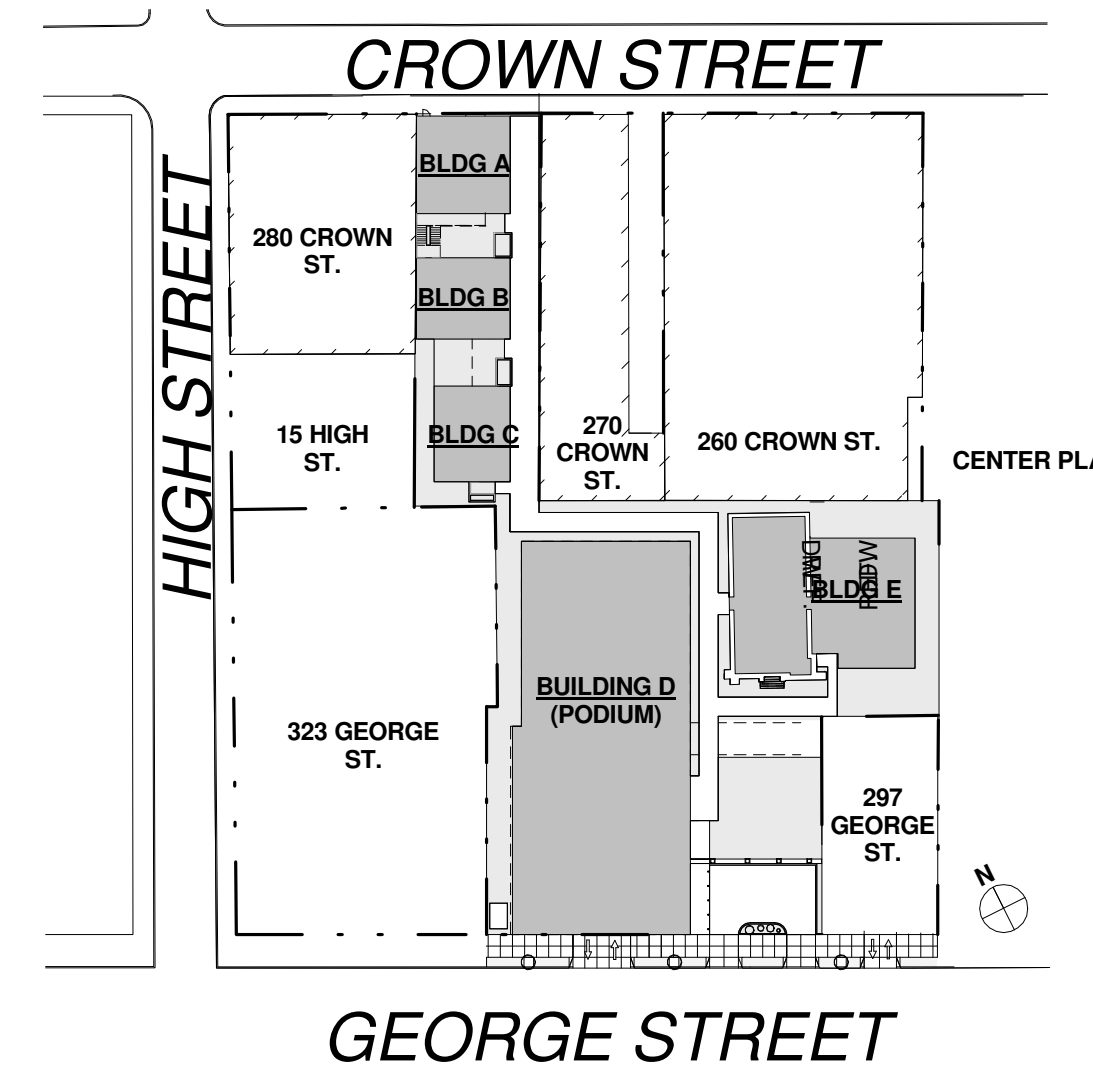 CROWN STREET
HIGH STREET
BLDG A
280 CROWN
ST.
BLDG B
15 HIGH
ST.
BLDG C
270
CROWN
ST.
260 CROWN ST.
CENTER PLA
BLDG E
BUILDING D
(PODIUM)
323 GEORGE
ST.
297
GEORGE
ST.
N
GEORGE STREET